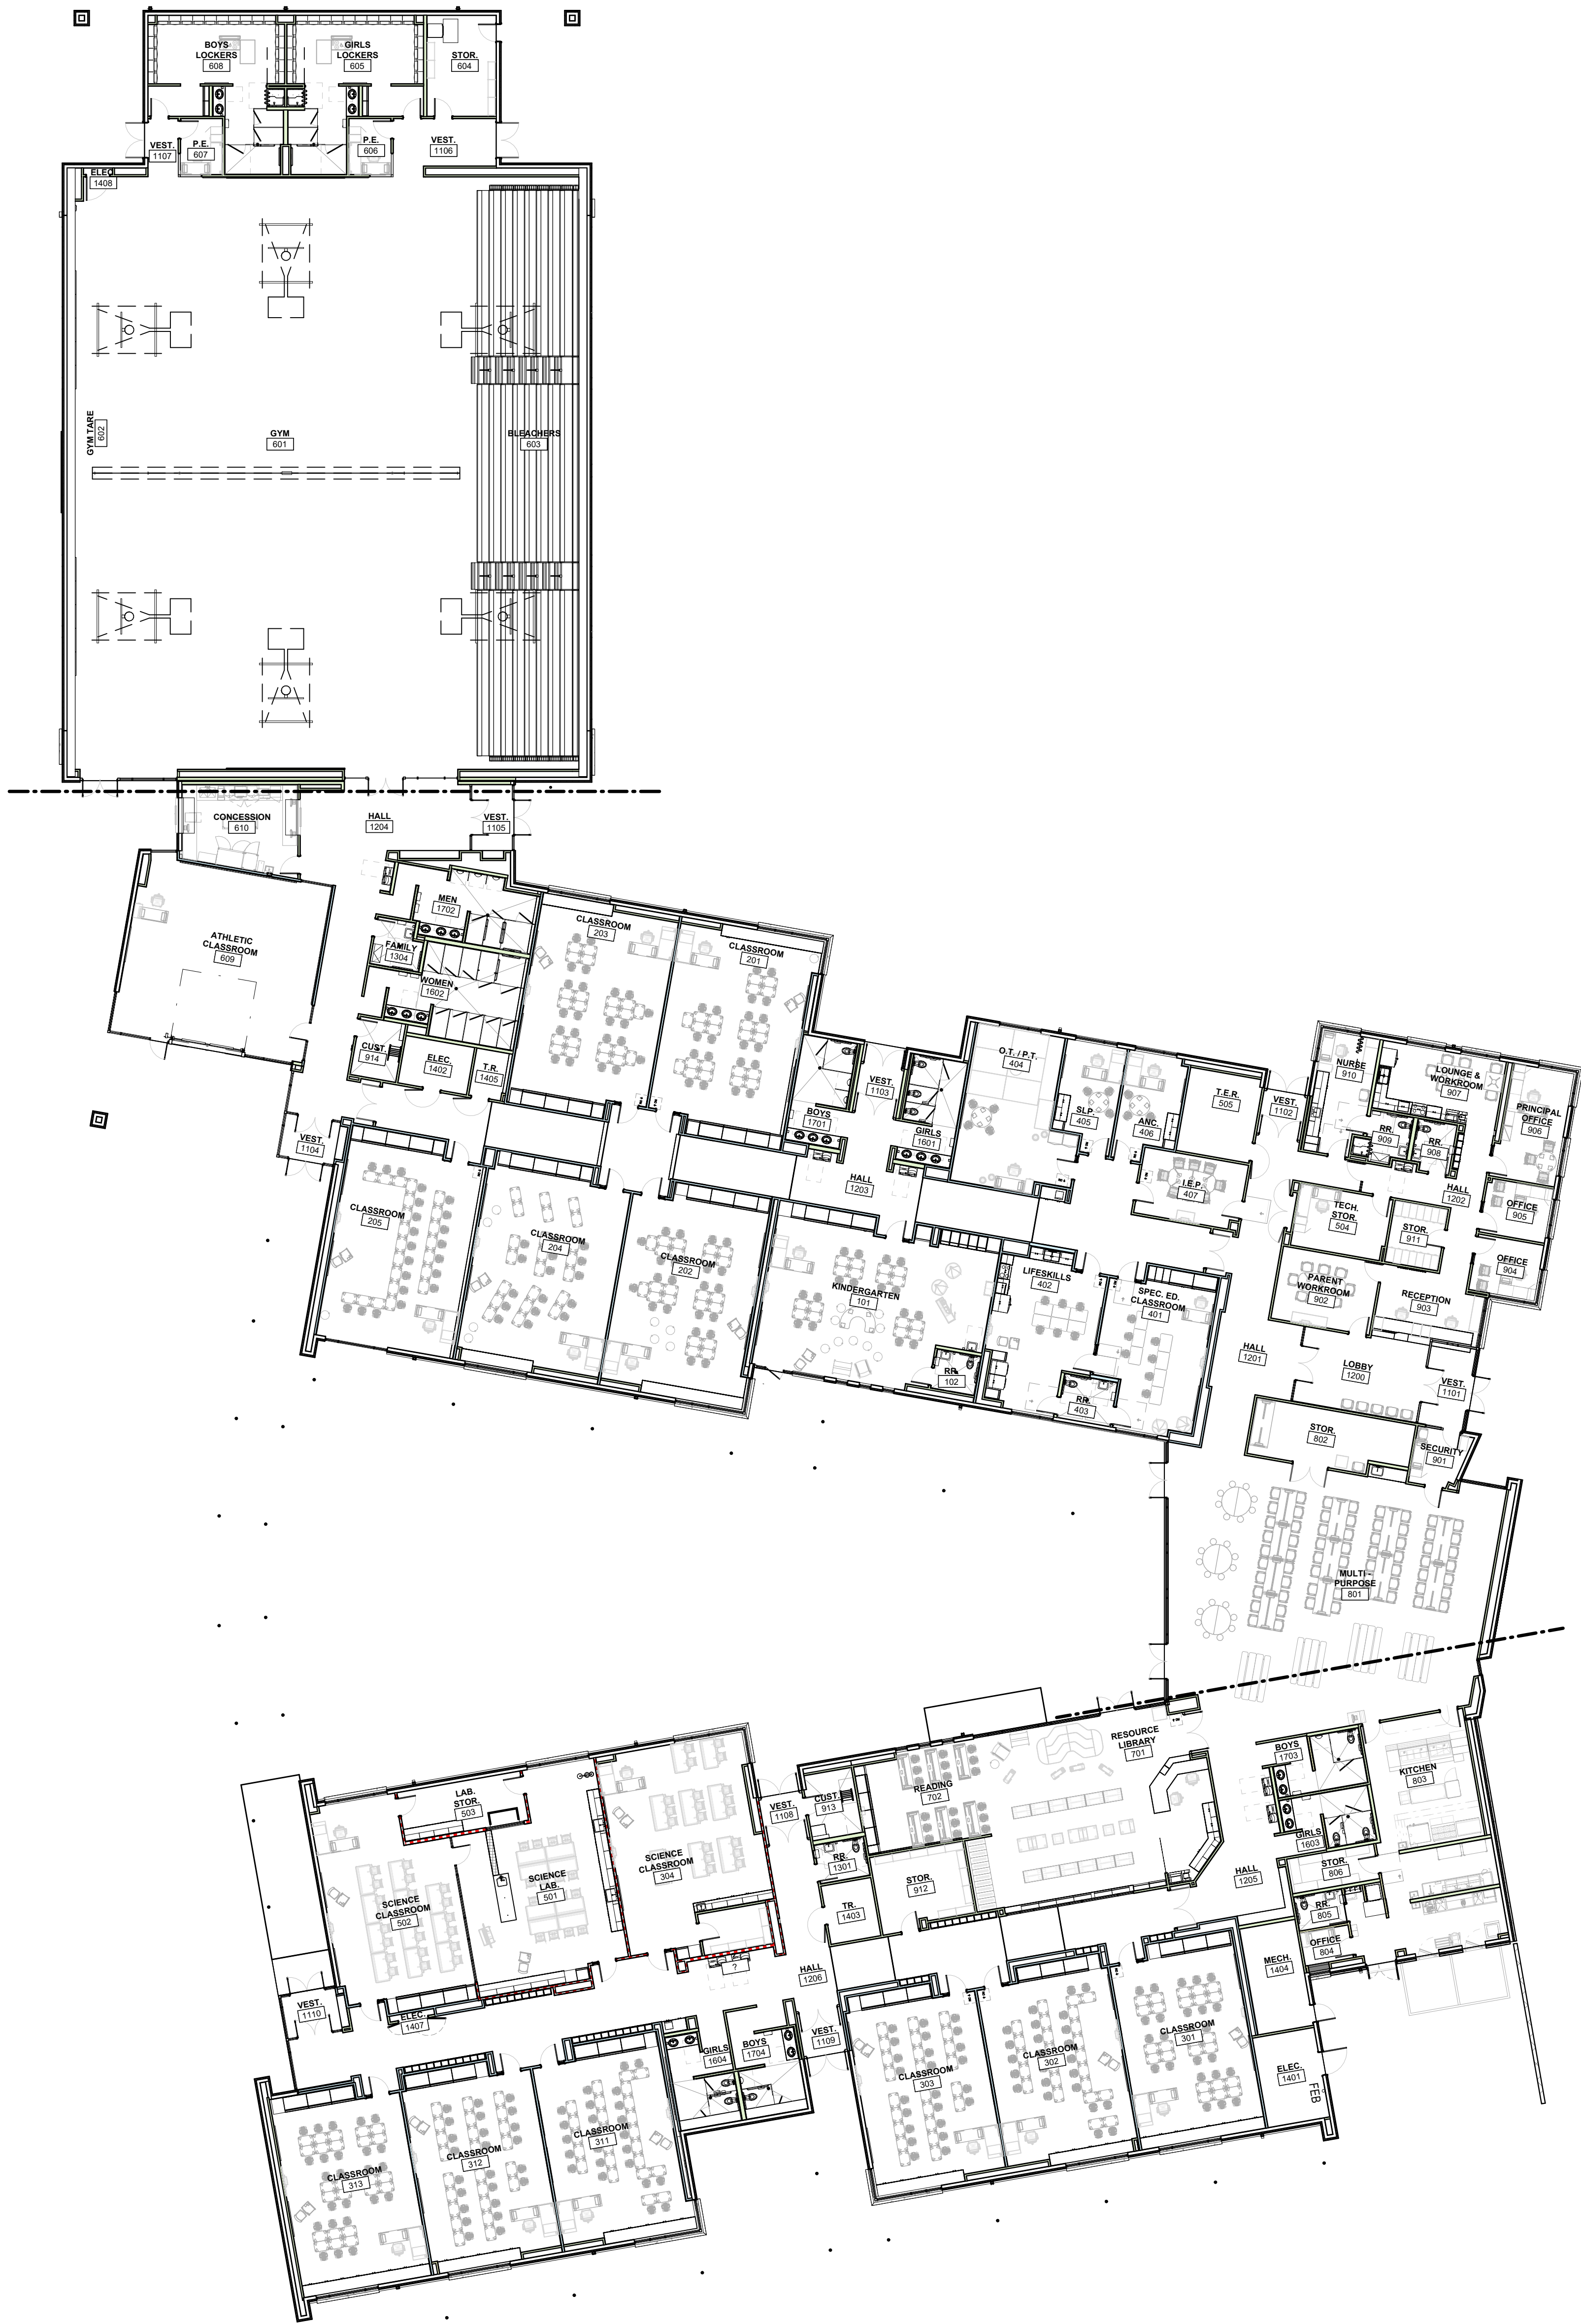 BOYS
LOCKERS
608
GIRLS
LOCKERS
605
STOR.
604
VEST.
1107
P.E.
607
P.E.
606
VEST.
1106
ELEC.
1408
GYM TARE
602
GYM
601
BLEACHERS
603
CONCESSION
610
HALL
1204
VEST.
1105
ATHLETIC
CLASSROOM
609
MEN
1702
FAMILY
1304
WOMEN
1602
CUST.
914
ELEC.
1402
T.R.
1405
CLASSROOM
203
CLASSROOM
201
VEST.
1104
BOYS
1701
VEST.
1103
GIRLS
1601
HALL
1203
O.T. / P.T.
404
SLP.
405
ANC.
406
T.E.R.
505
VEST.
1102
I.E.P.
407
NURSE
910
LOUNGE &
WORKROOM
907
PRINCIPAL
OFFICE
906
RR.
909
RR.
908
HALL
1202
OFFICE
905
TECH.
STOR.
504
STOR.
911
OFFICE
904
CLASSROOM
205
CLASSROOM
204
CLASSROOM
202
KINDERGARTEN
101
RR.
102
LIFESKILLS
402
SPEC. ED.
CLASSROOM
401
RR.
403
PARENT
WORKROOM
902
RECEPTION
903
HALL
1201
LOBBY
1200
VEST.
1101
STOR.
802
SECURITY
901
MULTI -
PURPOSE
801
RESOURCE
LIBRARY
701
READING
702
BOYS
1703
KITCHEN
803
GIRLS
1603
STOR.
806
HALL
1205
RR.
805
OFFICE
804
MECH.
1404
ELEC.
1401
FEB
LAB.
STOR.
503
SCIENCE
CLASSROOM
502
SCIENCE
LAB.
501
SCIENCE
CLASSROOM
304
VEST.
1108
CUST.
913
RR.
1301
TR.
1403
STOR.
912
?
HALL
1206
VEST.
1110
ELEC.
1407
GIRLS
1604
BOYS
1704
VEST.
1109
CLASSROOM
303
CLASSROOM
302
CLASSROOM
301
CLASSROOM
313
CLASSROOM
312
CLASSROOM
311